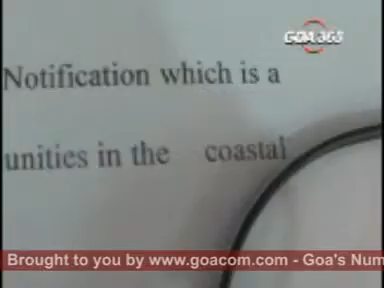 GOA 365
Notification which is a
unities in the coastal
Brought to you by www.goacom.com - Goa's Num